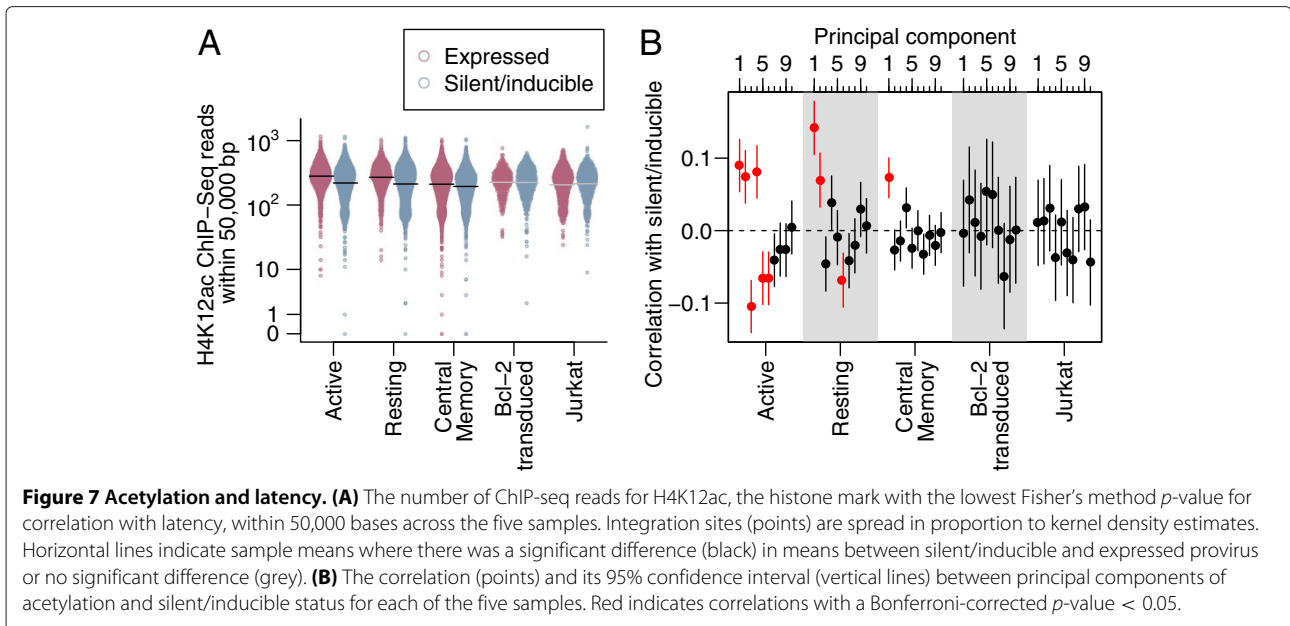 A
Expressed
Silent/inducible
H4K12ac ChIP−Seq reads
within 50,000 bp
10³
10²
10
1
0
Active
Resting
Central
Memory
Bcl−2
transduced
Jurkat
B
Principal component
1 5 9 1 5 9 1 5 9 1 5 9 1 5 9
Correlation with silent/inducible
0.1
0.0
−0.1
Active
Resting
Central
Memory
Bcl−2
transduced
Jurkat
Figure 7 Acetylation and latency. (A) The number of ChIP-seq reads for H4K12ac, the histone mark with the lowest Fisher's method p-value for
correlation with latency, within 50,000 bases across the five samples. Integration sites (points) are spread in proportion to kernel density estimates.
Horizontal lines indicate sample means where there was a significant difference (black) in means between silent/inducible and expressed provirus
or no significant difference (grey). (B) The correlation (points) and its 95% confidence interval (vertical lines) between principal components of
acetylation and silent/inducible status for each of the five samples. Red indicates correlations with a Bonferroni-corrected p-value < 0.05.